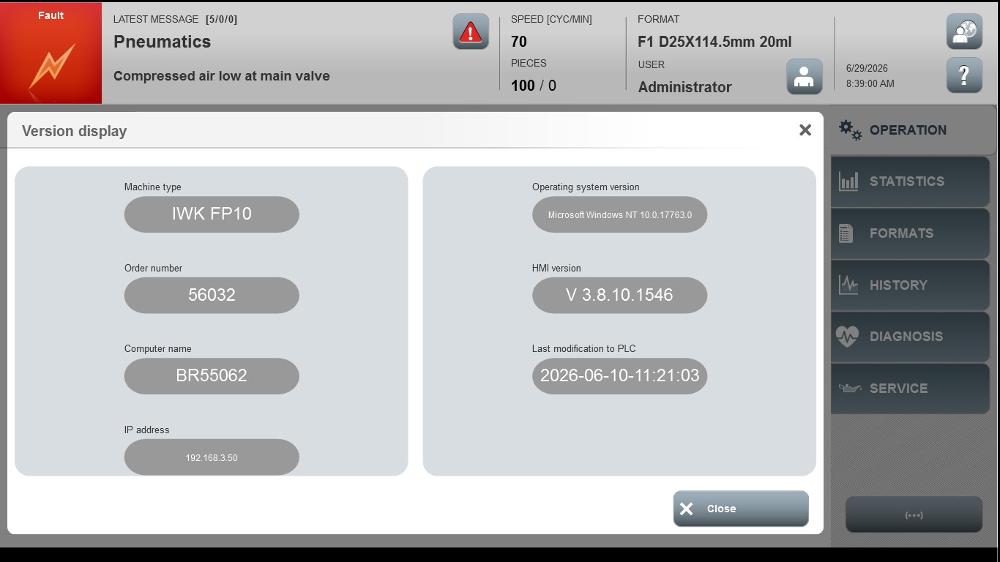 Fault
LATEST MESSAGE [5/0/0]
Pneumatics
Compressed air low at main valve
SPEED [CYC/MIN]
70
PIECES
100 / 0
FORMAT
F1 D25X114.5mm 20ml
USER
Administrator
6/29/2026
8:39:00 AM
?
Version display
Machine type
IWK FP10
Order number
56032
Computer name
BR55062
IP address
192.168.3.50
Operating system version
Microsoft Windows NT 10.0.17763.0
HMI version
V 3.8.10.1546
Last modification to PLC
2026-06-10-11:21:03
Close
OPERATION
STATISTICS
FORMATS
HISTORY
DIAGNOSIS
SERVICE
(•••)